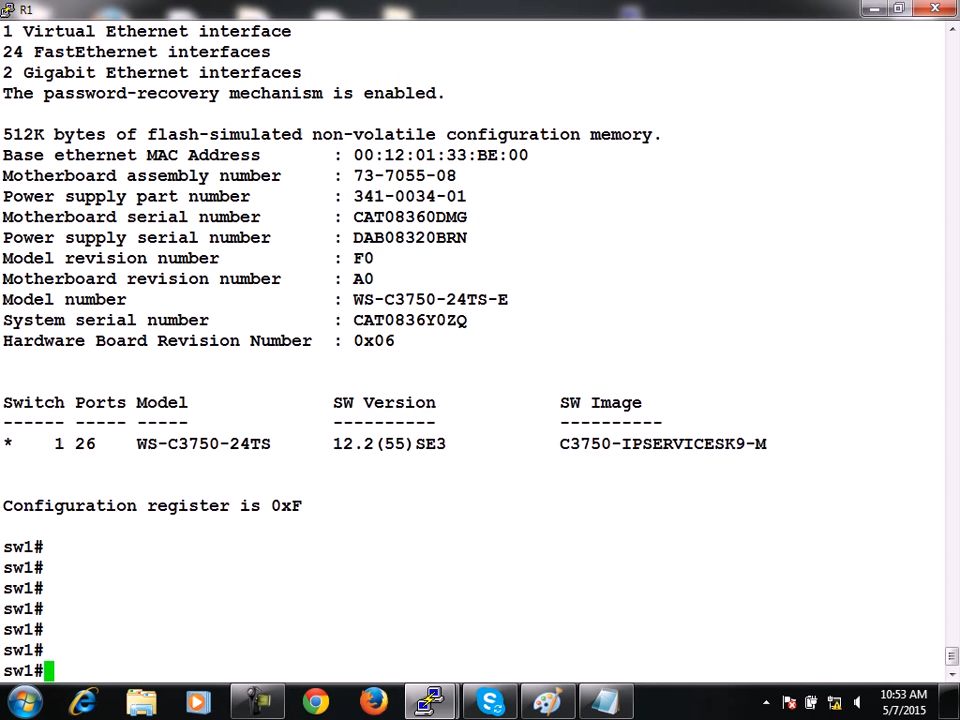 R1
1 Virtual Ethernet interface
24 FastEthernet interfaces
2 Gigabit Ethernet interfaces
The password-recovery mechanism is enabled.
512K bytes of flash-simulated non-volatile configuration memory.
Base ethernet MAC Address       : 00:12:01:33:BE:00
Motherboard assembly number     : 73-7055-08
Power supply part number        : 341-0034-01
Motherboard serial number       : CAT08360DMG
Power supply serial number      : DAB08320BRN
Model revision number           : F0
Motherboard revision number     : A0
Model number                    : WS-C3750-24TS-E
System serial number            : CAT0836Y0ZQ
Hardware Board Revision Number  : 0x06
Switch Ports Model              SW Version            SW Image
------ ----- -----              ----------            ----------
*    1 26    WS-C3750-24TS      12.2(55)SE3           C3750-IPSERVICESK9-M
Configuration register is 0xF
sw1#
sw1#
sw1#
sw1#
sw1#
sw1#
sw1#
10:53 AM
5/7/2015